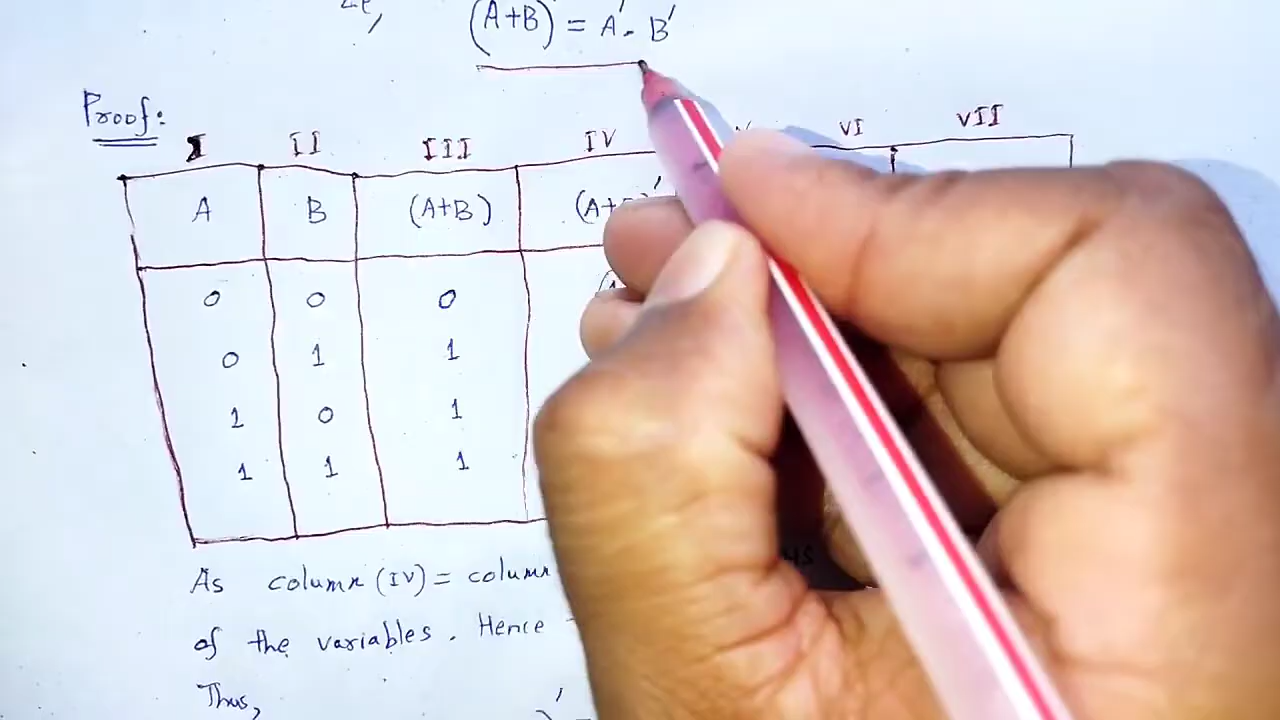 (A+B)' = A' . B'
Proof:
I II III IV VI VII
A B (A+B)
0 0 0
0 1 1
1 0 1
1 1 1
As column (IV) = column
of the variables. Hence
Thus,